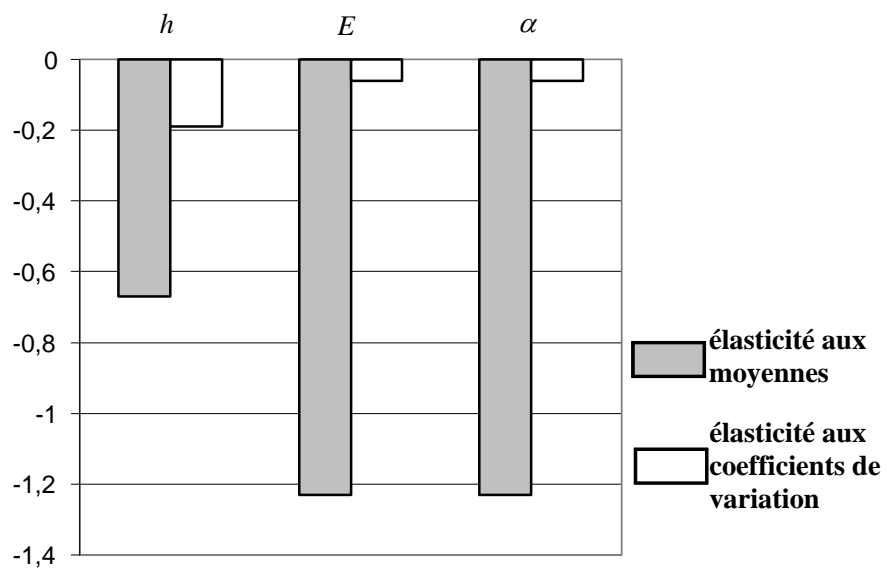 h E α
0
-0,2
-0,4
-0,6
-0,8
-1
-1,2
-1,4
élasticité aux
moyennes
élasticité aux
coefficients de
variation